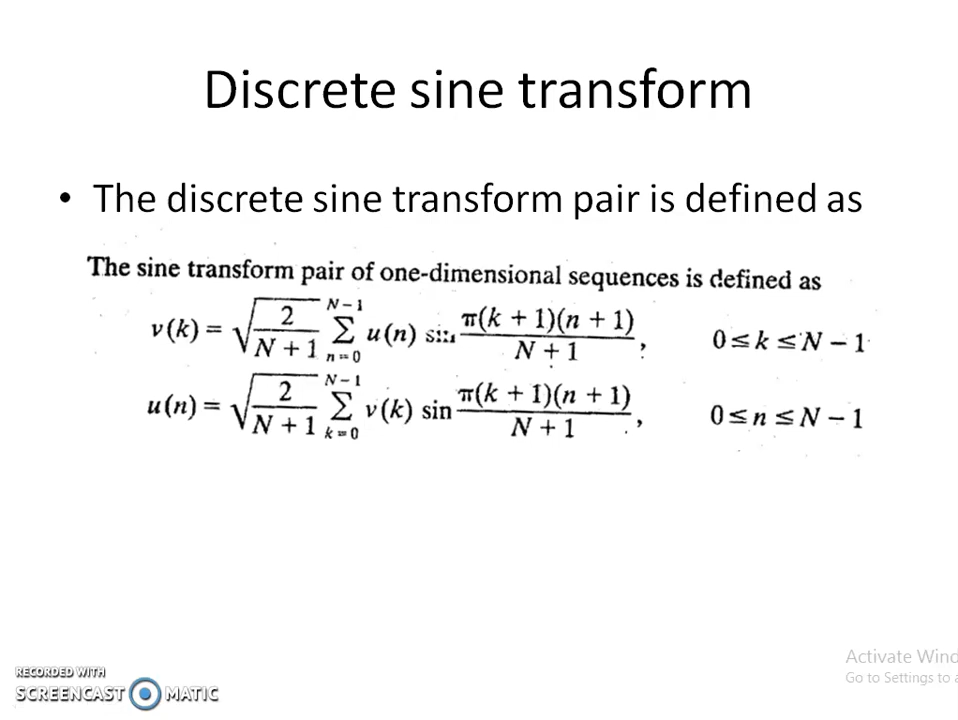 Discrete sine transform
• The discrete sine transform pair is defined as
The sine transform pair of one-dimensional sequences is defined as
v(k) = √(2/(N + 1)) Σ_{n=0}^{N−1} u(n) sin (π(k + 1)(n + 1))/(N + 1), 0 ≤ k ≤ N − 1
u(n) = √(2/(N + 1)) Σ_{k=0}^{N−1} v(k) sin (π(k + 1)(n + 1))/(N + 1), 0 ≤ n ≤ N − 1
Activate Wind
Go to Settings to a
RECORDED WITH
SCREENCAST MATIC